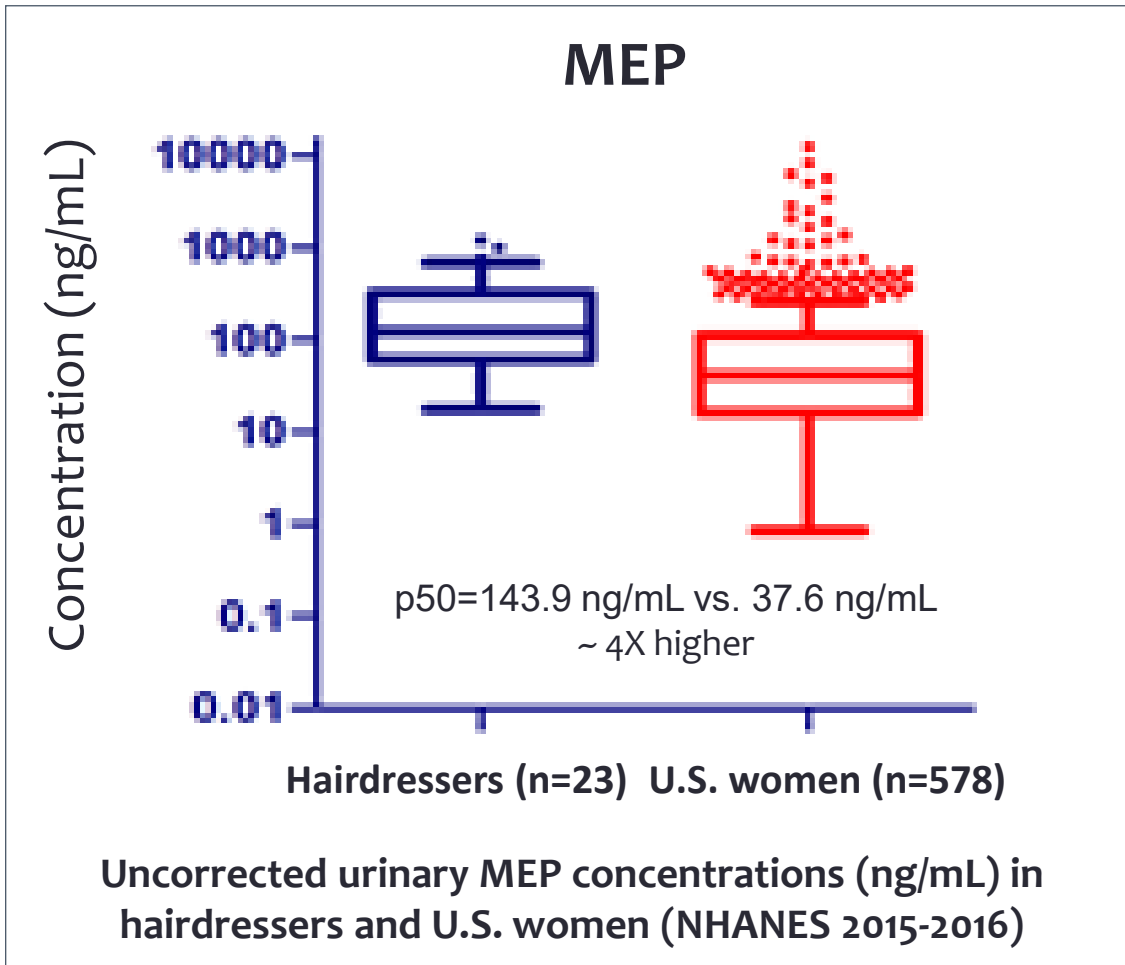 MEP
Concentration (ng/mL)
10000
1000
100
10
1
0.1
0.01
p50=143.9 ng/mL vs. 37.6 ng/mL
~ 4X higher
Hairdressers (n=23) U.S. women (n=578)
Uncorrected urinary MEP concentrations (ng/mL) in
hairdressers and U.S. women (NHANES 2015-2016)